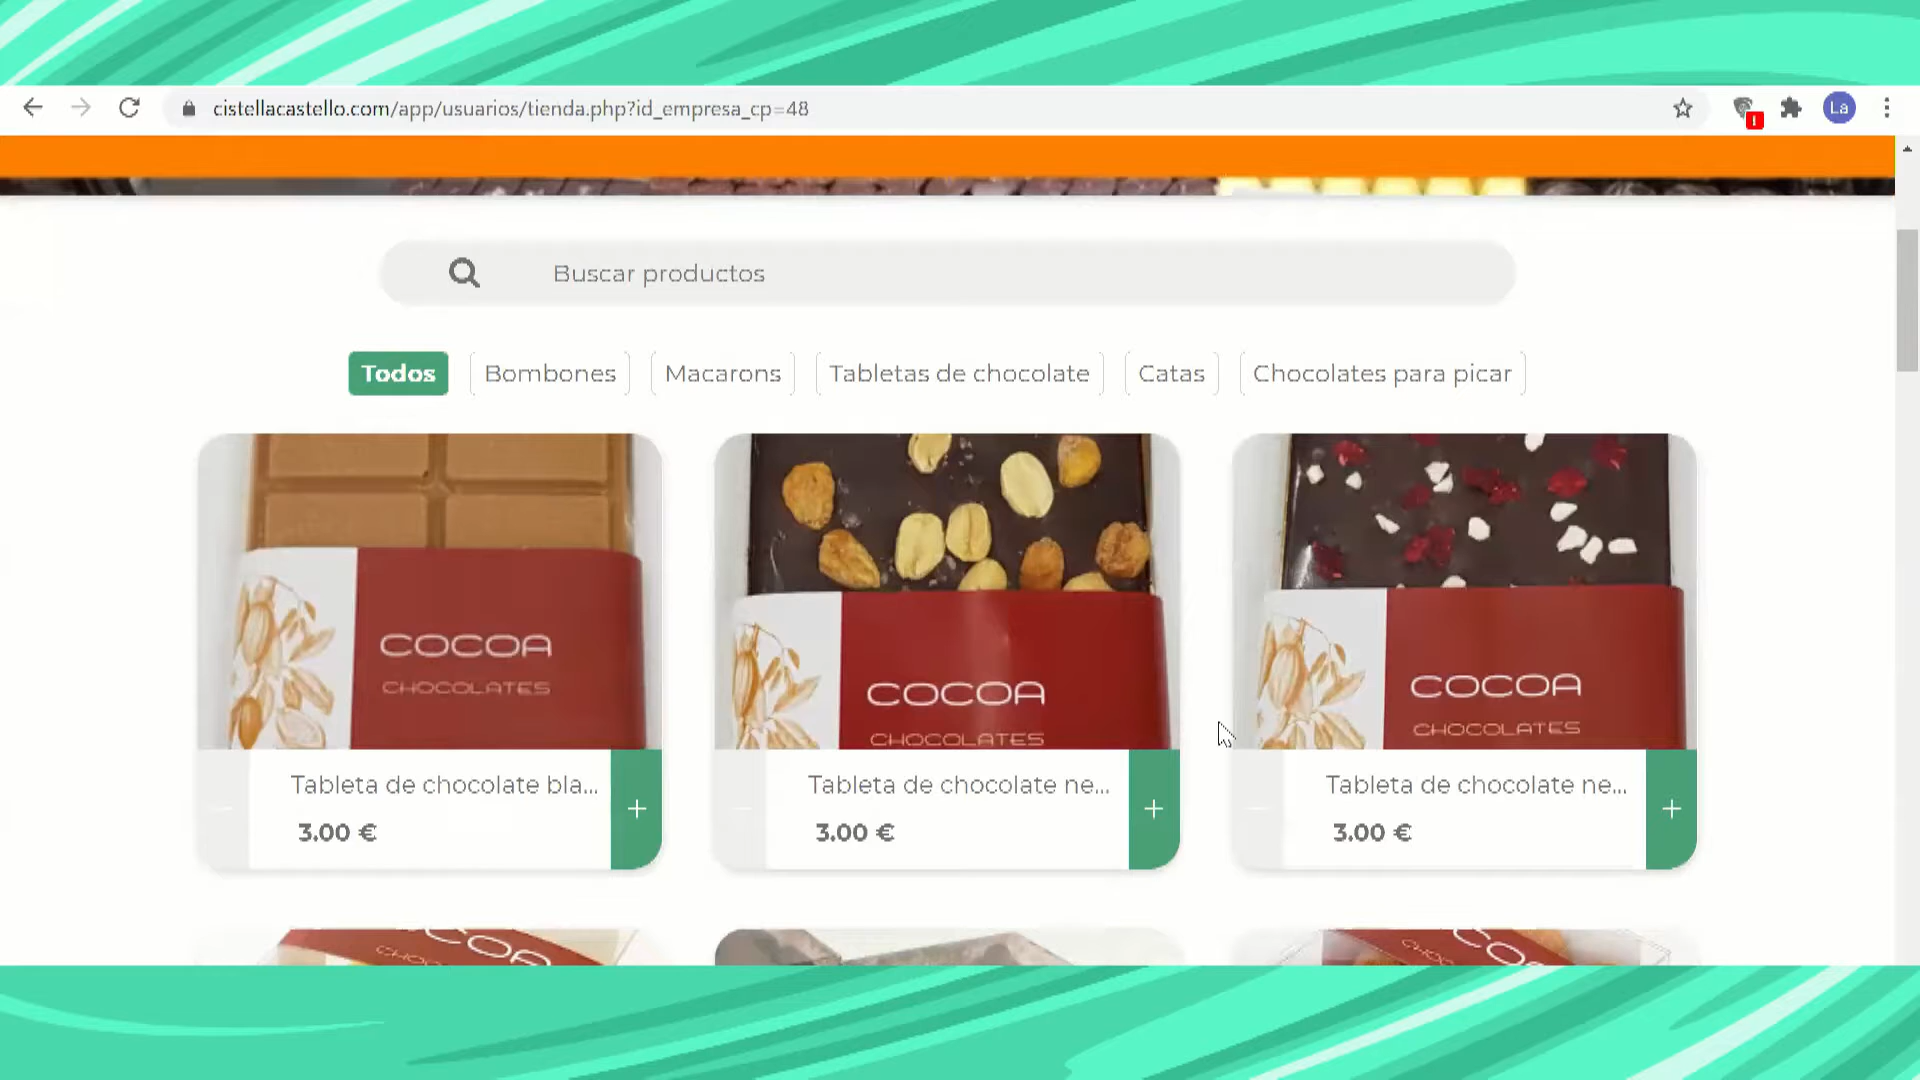 cistellacastello.com/app/usuarios/tienda.php?id_empresa_cp=48
La
Buscar productos
Todos
Bombones
Macarons
Tabletas de chocolate
Catas
Chocolates para picar
COCOA
CHOCOLATES
COCOA
CHOCOLATES
COCOA
CHOCOLATES
Tableta de chocolate bla...
3.00 €
+
Tableta de chocolate ne...
3.00 €
+
Tableta de chocolate ne...
3.00 €
+